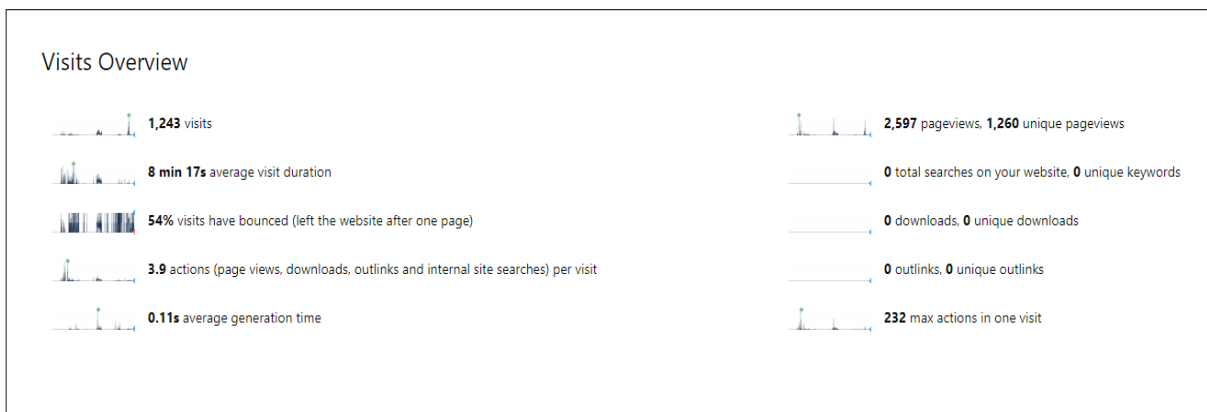 Visits Overview
1,243 visits
8 min 17s average visit duration
54% visits have bounced (left the website after one page)
3.9 actions (page views, downloads, outlinks and internal site searches) per visit
0.11s average generation time
2,597 pageviews, 1,260 unique pageviews
0 total searches on your website, 0 unique keywords
0 downloads, 0 unique downloads
0 outlinks, 0 unique outlinks
232 max actions in one visit